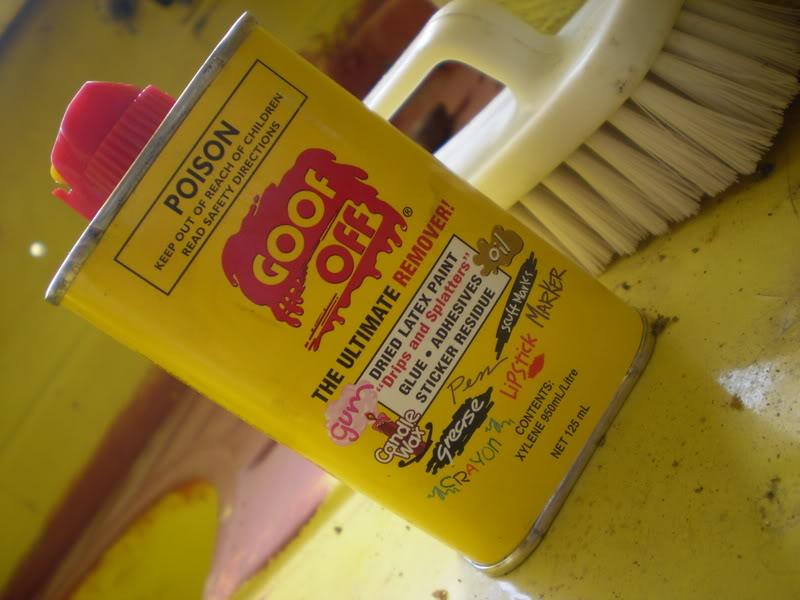 POISON
KEEP OUT OF REACH OF CHILDREN
READ SAFETY DIRECTIONS
GOOF
OFF®
THE ULTIMATE REMOVER!
DRIED LATEX PAINT
"Drips and Splatters"
GLUE • ADHESIVES
STICKER RESIDUE
oil
scuff Marks
MARKER
gum
Candle
Wax
Pen
LiPSTicK
grease
CRAYON
CONTENTS:
XYLENE 950mL/Litre
NET 125 mL